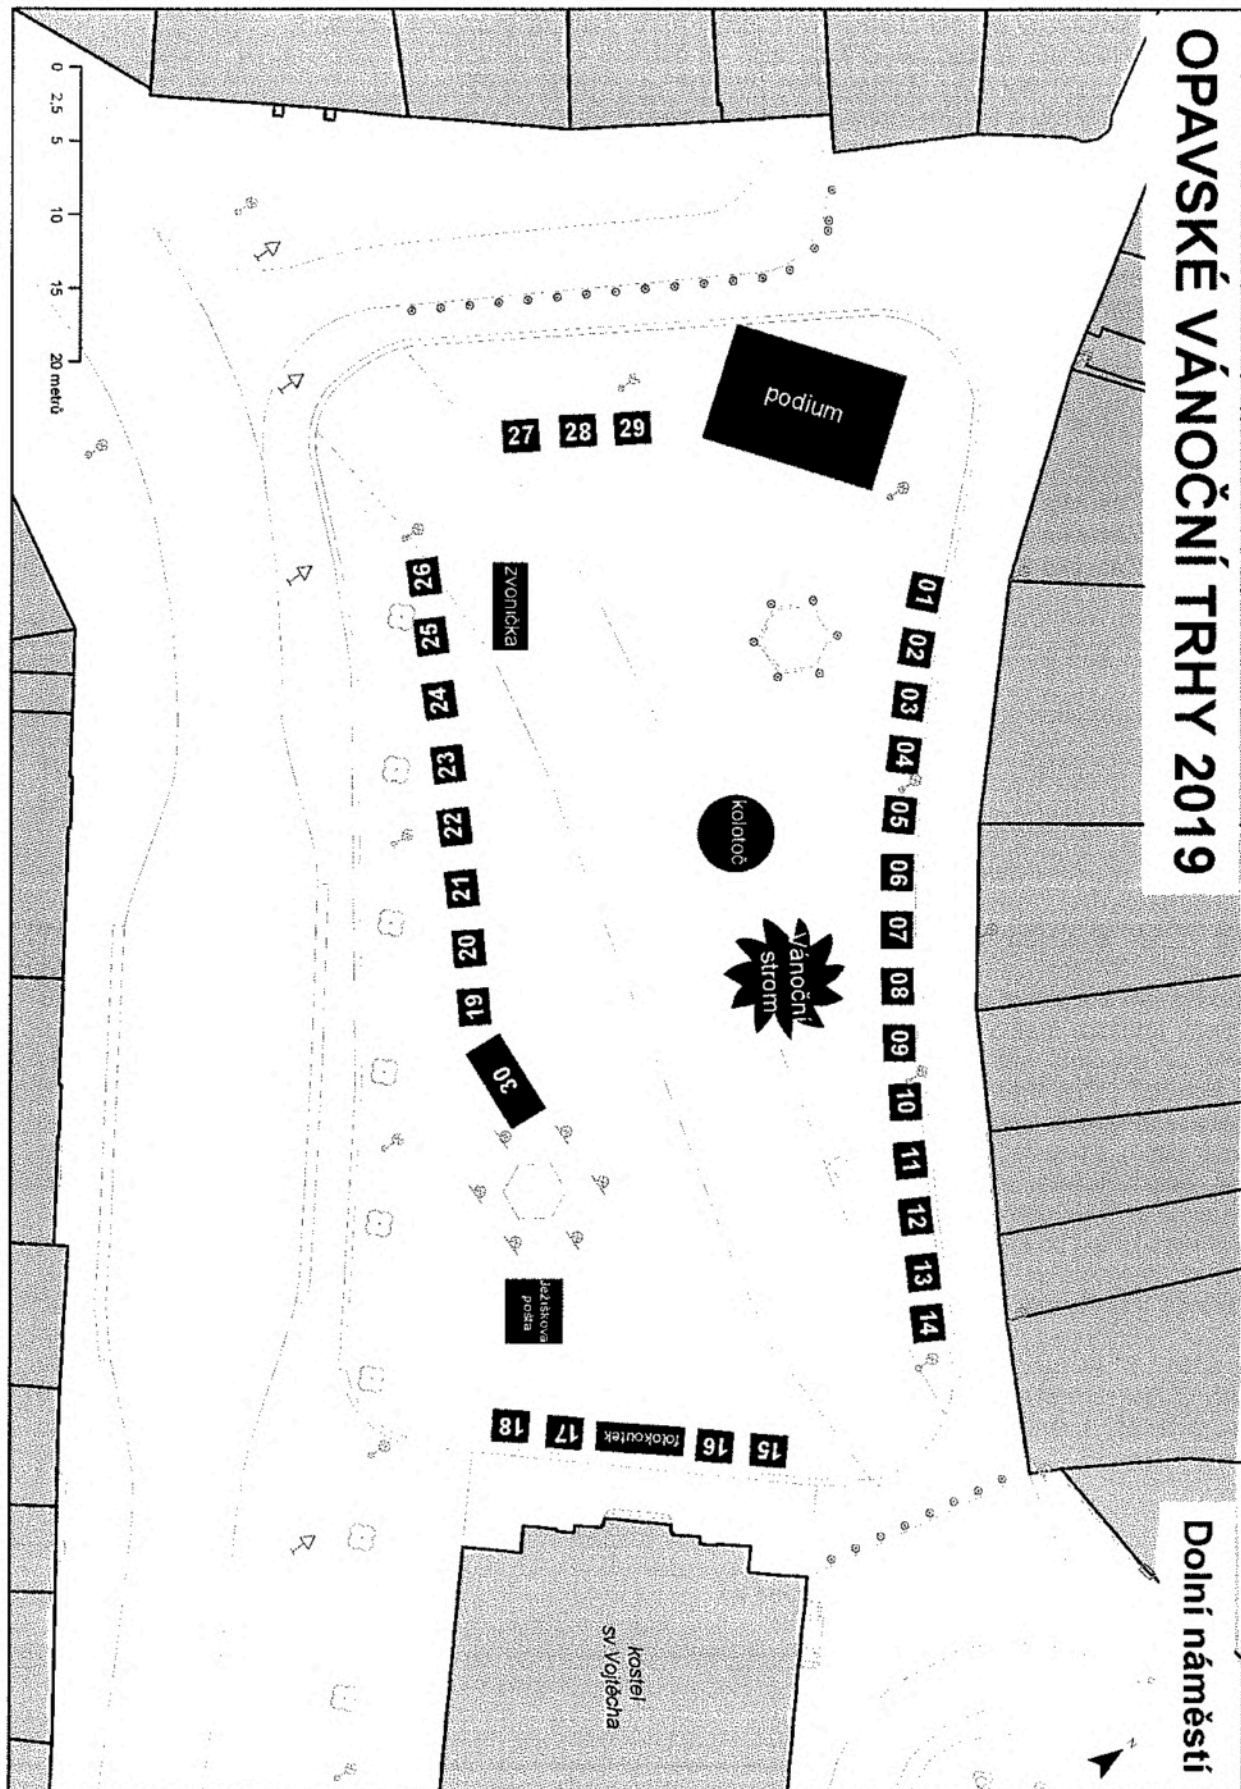 OPAVSKÉ VÁNOČNÍ TRHY 2019
Dolní náměstí
0 2,5 5 10 15 20 metrů
podium
01
02
03
04
05
06
07
08
09
10
11
12
13
14
15
16
fotokoutek
17
18
Ježíškova
pošta
30
19
20
21
22
23
24
25
26
zvonička
27
28
29
kolotoč
Vánoční
strom
kostel
sv.Vojtěcha
N